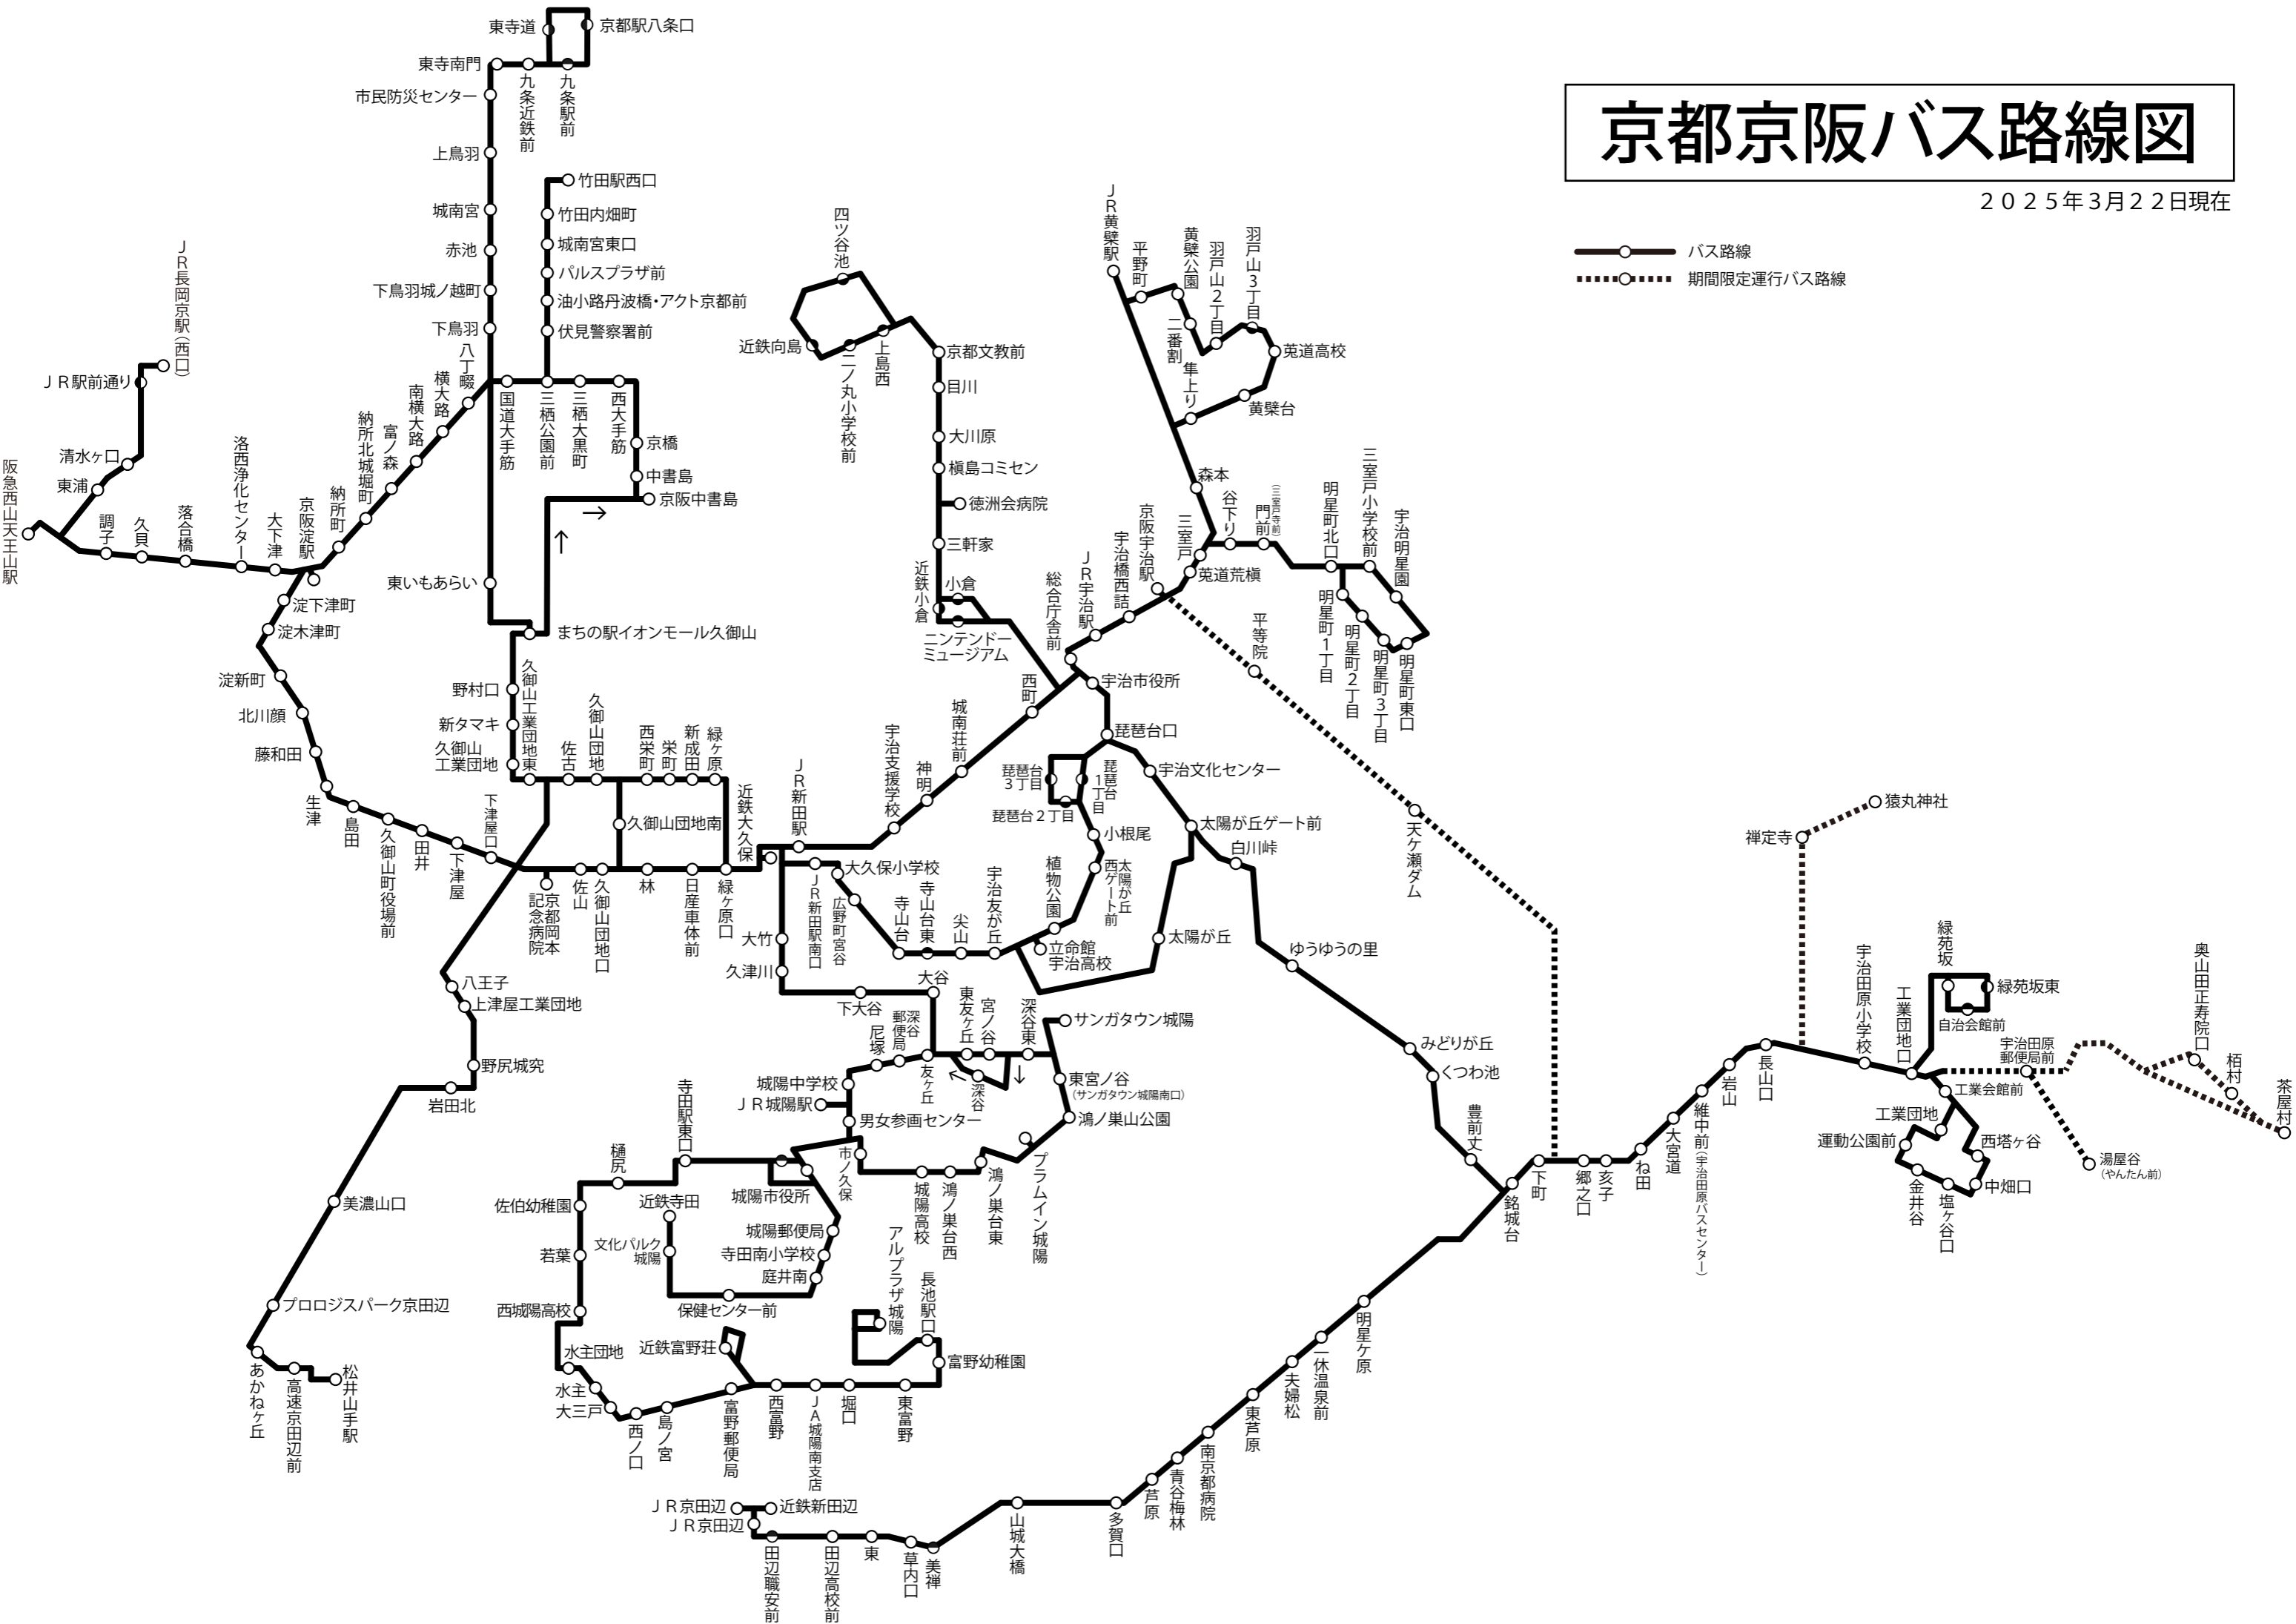 京都京阪バス路線図
2025年3月22日現在
バス路線
期間限定運行バス路線
東寺道
京都駅八条口
東寺南門
九条近鉄前
九条駅前
市民防災センター
上鳥羽
城南宮
赤池
下鳥羽城ノ越町
下鳥羽
八丁畷
横大路
南横大路
富ノ森
納所北城堀町
納所町
京阪淀駅
大下津
洛西浄化センター
落合橋
久貝
調子
東浦
清水ヶ口
JR駅前通り
JR長岡京駅(西口)
阪急西山天王山駅
竹田駅西口
竹田内畑町
城南宮東口
パルスプラザ前
油小路丹波橋・アクト京都前
伏見警察署前
国道大手筋
三栖公園前
三栖大黒町
西大手筋
京橋
中書島
京阪中書島
→
↑
東いもあらい
まちの駅イオンモール久御山
野村口
新タマキ
久御山
工業団地
久御山工業団地東
佐古
久御山団地
西栄町
栄町
新成田
緑ヶ原
久御山団地南
淀下津町
淀木津町
淀新町
北川顔
藤和田
生津
島田
久御山町役場前
田井
下津屋
下津屋口
京都岡本
記念病院
佐山
久御山団地口
林
日産車体前
緑ヶ原口
近鉄大久保
JR新田駅
宇治支援学校
神明
城南荘前
西町
八王子
上津屋工業団地
野尻城突
岩田北
美濃山口
プロロジスパーク京田辺
あかねヶ丘
高速京田辺前
松井山手駅
四ツ谷池
近鉄向島
二ノ丸小学校前
上島西
京都文教前
目川
大川原
槇島コミセン
徳洲会病院
三軒家
近鉄小倉
小倉
ニンテンドー
ミュージアム
JR黄檗駅
平野町
黄檗公園
二番割
羽戸山2丁目
羽戸山3丁目
莵道高校
黄檗台
隼上り
森本
谷下り
門前
(三室戸寺前)
明星町北口
三室戸小学校前
宇治明星園
明星町1丁目
明星町2丁目
明星町3丁目
明星町東口
三室戸
莵道荒槇
京阪宇治駅
宇治橋西詰
JR宇治駅
総合庁舎前
宇治市役所
琵琶台口
琵琶台
3丁目
琵琶台
1丁目
琵琶台2丁目
小根尾
太陽が丘
西ゲート前
植物公園
立命館
宇治高校
宇治友が丘
尖山
寺山台東
寺山台
広野町宮谷
大久保小学校
JR新田駅南口
宇治文化センター
太陽が丘ゲート前
太陽が丘
白川峠
ゆうゆうの里
みどりが丘
くつわ池
豊前丈
銘城台
平等院
天ケ瀬ダム
大竹
久津川
下大谷
大谷
深谷
郵便局
尼塚
友ヶ丘
東友ヶ丘
宮ノ谷
深谷東
深谷
←
↓
サンガタウン城陽
東宮ノ谷
(サンガタウン城陽南口)
鴻ノ巣山公園
プラムイン城陽
鴻ノ巣台東
鴻ノ巣台西
城陽高校
市ノ久保
男女参画センター
JR城陽駅
城陽中学校
寺田駅東口
城陽市役所
樋尻
佐伯幼稚園
若葉
西城陽高校
水主団地
水主
大三戸
西ノ口
島ノ宮
富野郵便局
近鉄寺田
文化パルク
城陽
保健センター前
庭井南
寺田南小学校
城陽郵便局
近鉄富野荘
西富野
JA城陽南支店
堀口
東富野
富野幼稚園
長池駅口
アルプラザ城陽
JR京田辺
近鉄新田辺
JR京田辺
田辺職安前
田辺高校前
東
草内口
美禅
山城大橋
多賀口
芦原
青谷梅林
南京都病院
東芦原
夫婦松
一休温泉前
明星ケ原
下町
郷之口
亥子
ね田
大宮道
維中前(宇治田原バスセンター)
岩山
長山口
禅定寺
猿丸神社
宇治田原小学校
工業団地口
緑苑坂
緑苑坂東
自治会館前
宇治田原
郵便局前
工業会館前
工業団地
運動公園前
金井谷
塩ヶ谷口
中畑口
西塔ヶ谷
湯屋谷
(やんたん前)
奥山田正寿院口
栢村
茶屋村